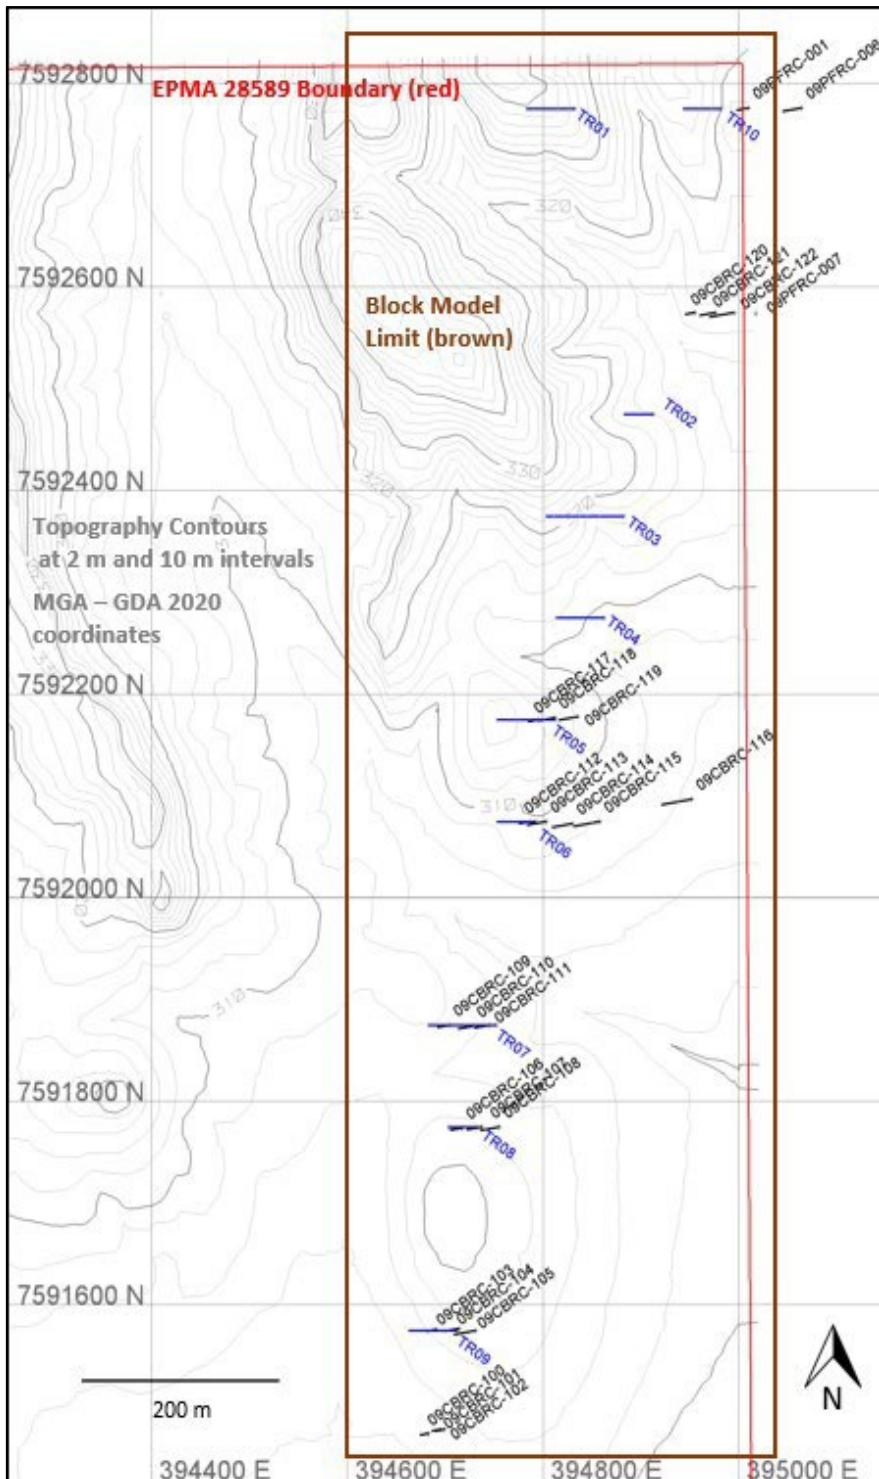 7592800 N
EPMA 28589 Boundary (red)
09PFRC-001
09PFRC-006
TR01
TR10
320
340
7592600 N
09CBRC-120
09CBRC-121
09CBRC-122
09PFRC-007
Block Model
Limit (brown)
TR02
330
320
7592400 N
320
TR03
Topography Contours
at 2 m and 10 m intervals
MGA – GDA 2020
coordinates
TR04
7592200 N
09CBRC-117
09CBRC-118
09CBRC-119
TR05
09CBRC-112
09CBRC-113
09CBRC-114
09CBRC-115
09CBRC-116
310
TR06
7592000 N
310
09CBRC-109
09CBRC-110
09CBRC-111
TR07
7591800 N
09CBRC-106
09CBRC-107
09CBRC-108
TR08
7591600 N
09CBRC-103
09CBRC-104
09CBRC-105
TR09
09CBRC-100
09CBRC-101
09CBRC-102
200 m
N
394400 E
394600 E
394800 E
395000 E